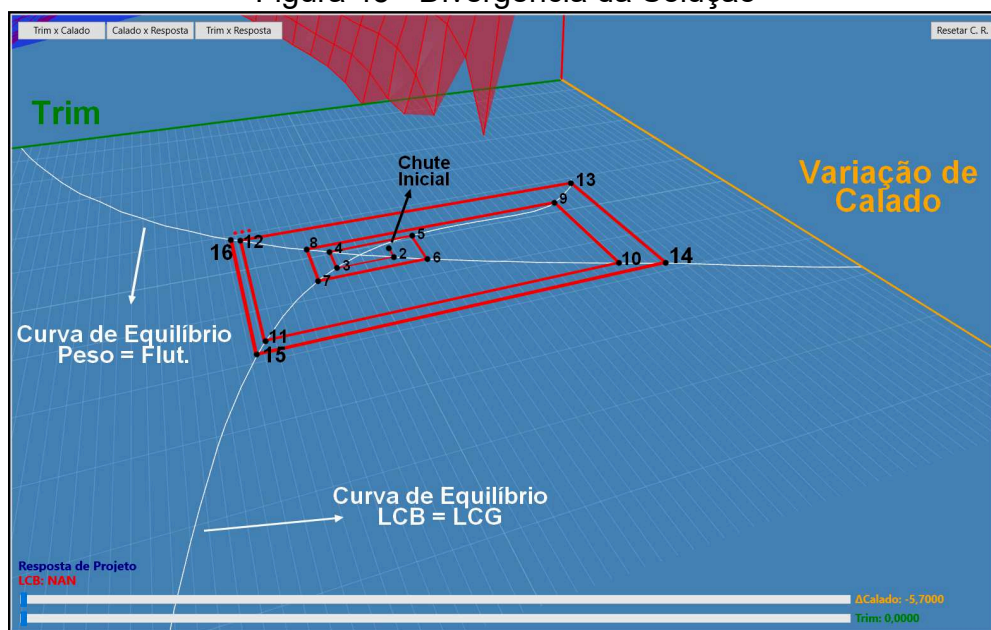 Figura 48 - Divergência da Solução
Trim x Calado
Calado x Resposta
Trim x Resposta
Resetar C. R.
Trim
Chute
Inicial
Variação de
Calado
13
9
5
8
4
16
12
2
6
3
7
10
14
11
15
Curva de Equilíbrio
Peso = Flut.
Curva de Equilíbrio
LCB = LCG
Resposta de Projeto
LCB: NAN
ΔCalado: -5,7000
Trim: 0,0000